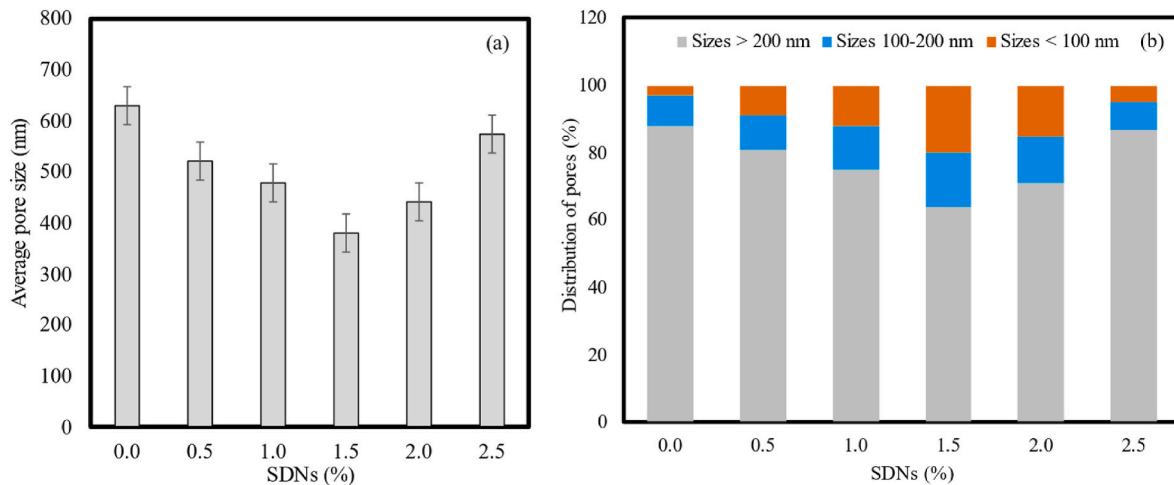 800
700
600
500
400
300
200
100
0
Average pore size (nm)
(a)
0.0 0.5 1.0 1.5 2.0 2.5
SDNs (%)
120
100
80
60
40
20
0
Distribution of pores (%)
Sizes > 200 nm Sizes 100-200 nm Sizes < 100 nm (b)
0.0 0.5 1.0 1.5 2.0 2.5
SDNs (%)